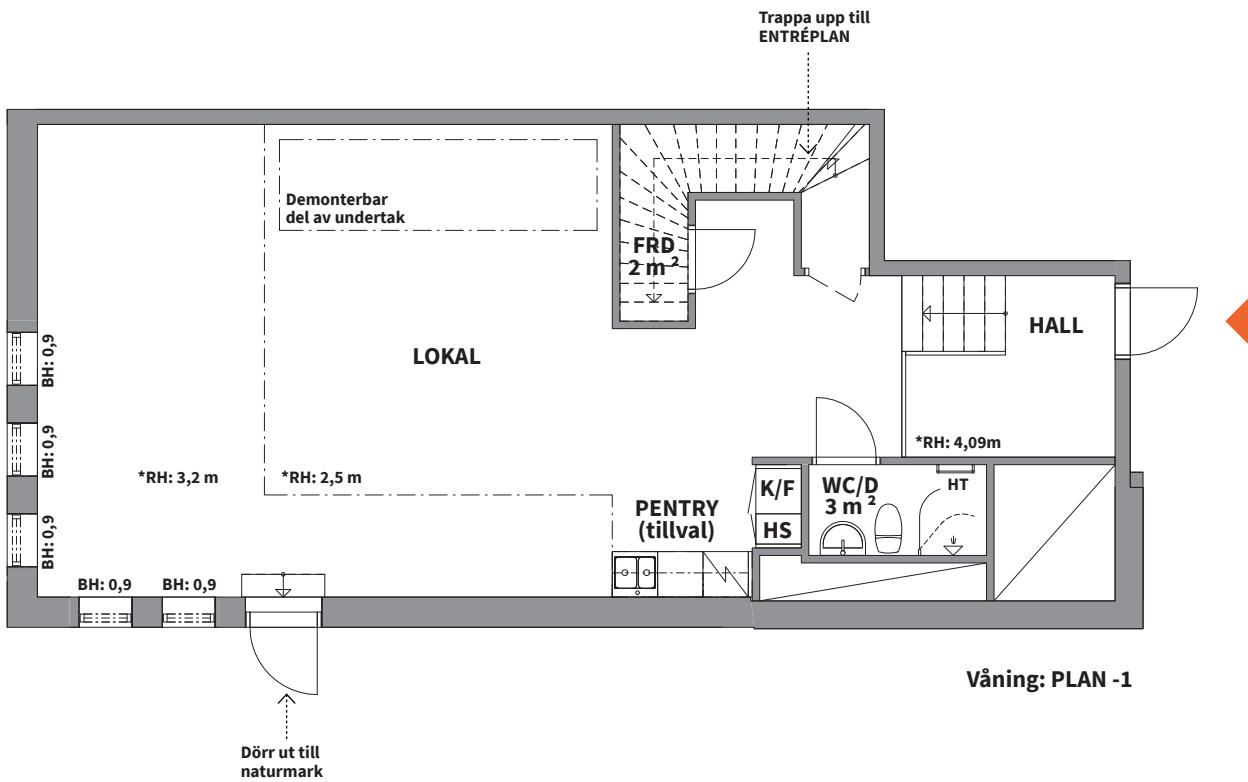 Trappa upp till
ENTRÉPLAN
Demonterbar
del av undertak
FRD
2 m²
HALL
LOKAL
BH: 0,9
BH: 0,9
BH: 0,9
*RH: 3,2 m
*RH: 2,5 m
*RH: 4,09m
PENTRY
(tillval)
K/F
HS
WC/D
3 m²
HT
BH: 0,9
BH: 0,9
Våning: PLAN -1
Dörr ut till
naturmark